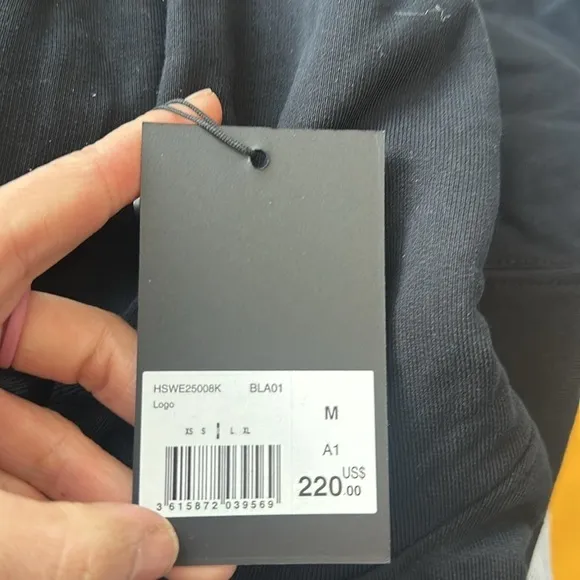 HSWE25008K BLA01
Logo
XS S M L XL
3 615872 039569
M
A1
220.00 US$